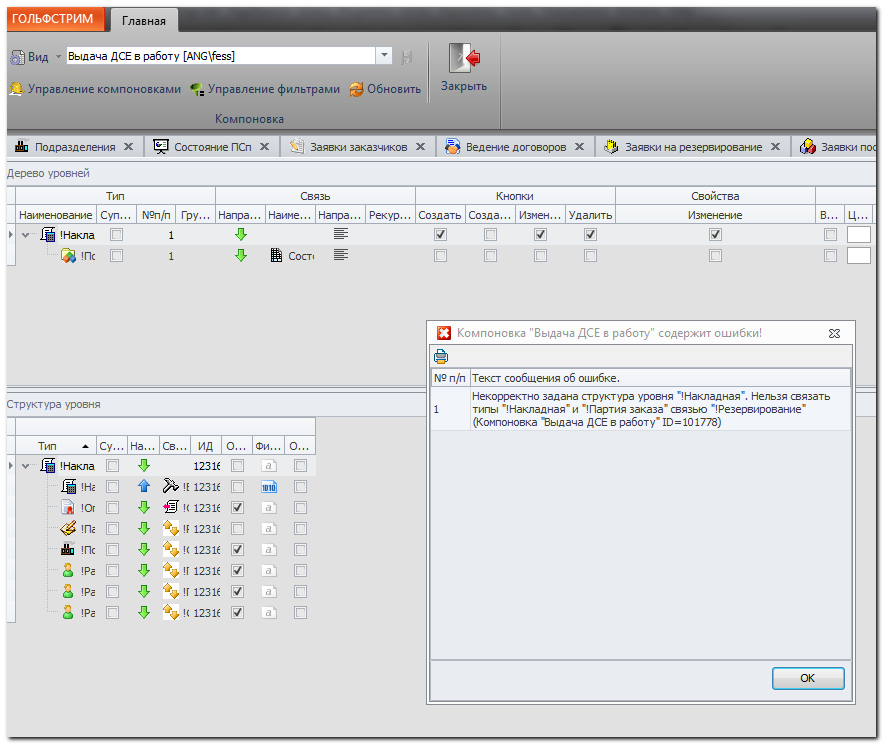 ГОЛЬФСТРИМ Главная
Вид Выдача ДСЕ в работу [ANG\fess]
Управление компоновками Управление фильтрами Обновить Закрыть
Компоновка
Подразделения Состояние ПСп Заявки заказчиков Ведение договоров Заявки на резервирование Заявки пос
Дерево уровней
Тип Связь Кнопки Свойства
Наименование Суп... №п/п Гру... Напра... Наиме... Напра... Рекур... Создать Созда... Измен... Удалить Изменение В... Ц...
!Накла 1
!Пс 1 Состо
Компоновка "Выдача ДСЕ в работу" содержит ошибки!
№ п/п Текст сообщения об ошибке.
1 Некорректно задана структура уровня "!Накладная". Нельзя связать
типы "!Накладная" и "!Партия заказа" связью "!Резервирование"
(Компоновка "Выдача ДСЕ в работу" ID=101778)
OK
Структура уровня
Тип Су... На... Св... ИД О... Фи... О...
!Накла 12316 a
!На 12316 1010
!Оп 12316 a
!Па 12316 a
!По 12316 a
!Ра 12316 a
!Ра 12316 a
!Ра 12316 a